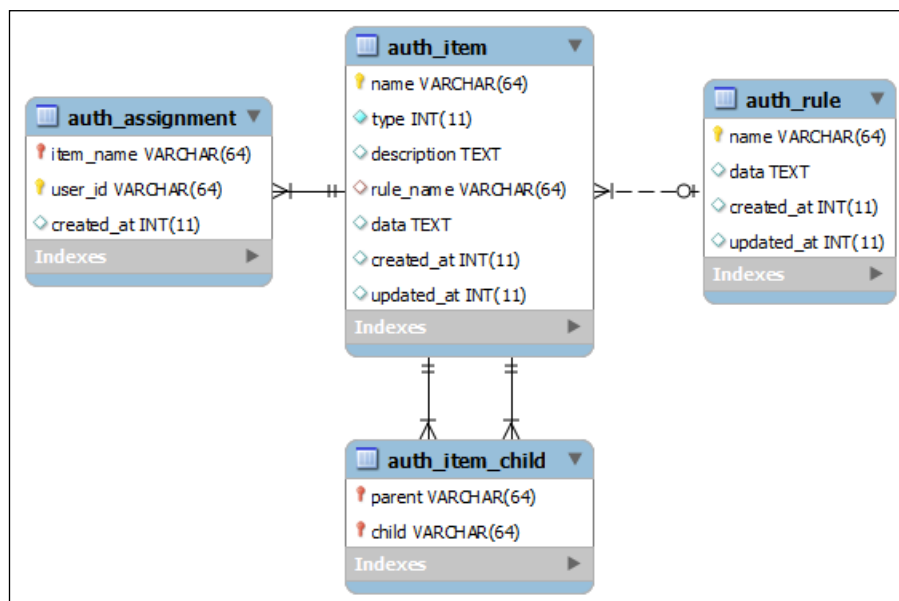 auth_item
name VARCHAR(64)
type INT(11)
description TEXT
rule_name VARCHAR(64)
data TEXT
created_at INT(11)
updated_at INT(11)
Indexes
auth_assignment
item_name VARCHAR(64)
user_id VARCHAR(64)
created_at INT(11)
Indexes
auth_rule
name VARCHAR(64)
data TEXT
created_at INT(11)
updated_at INT(11)
Indexes
auth_item_child
parent VARCHAR(64)
child VARCHAR(64)
Indexes